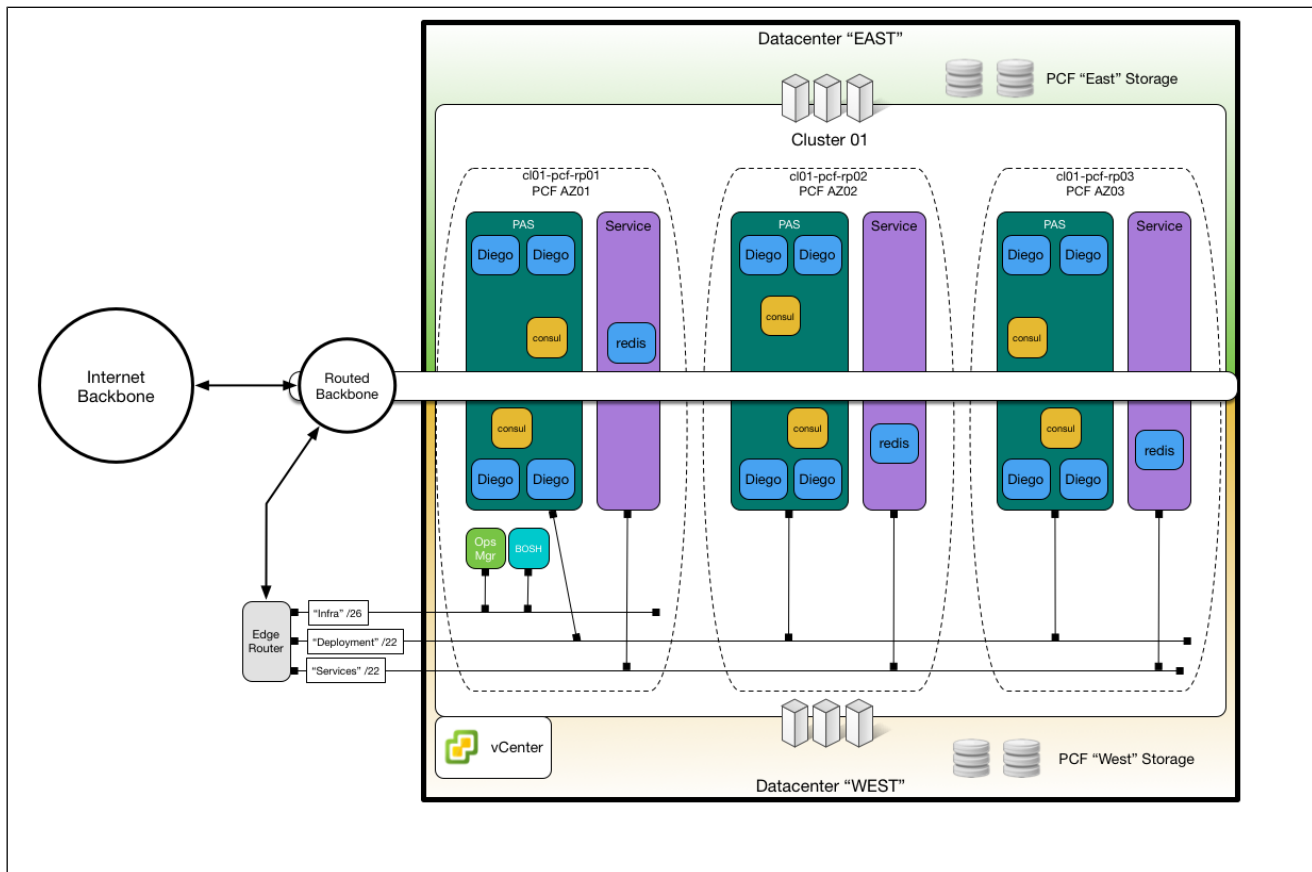 Datacenter “EAST”
PCF “East” Storage
Cluster 01
cl01-pcf-rp01
PCF AZ01
cl01-pcf-rp02
PCF AZ02
cl01-pcf-rp03
PCF AZ03
PAS
Service
PAS
Service
PAS
Service
Diego
Diego
Diego
Diego
Diego
Diego
consul
redis
consul
consul
Internet
Backbone
Routed
Backbone
consul
consul
redis
consul
redis
Diego
Diego
Diego
Diego
Diego
Diego
Ops
Mgr
BOSH
Edge
Router
“Infra” /26
“Deployment” /22
“Services” /22
vCenter
PCF “West” Storage
Datacenter “WEST”